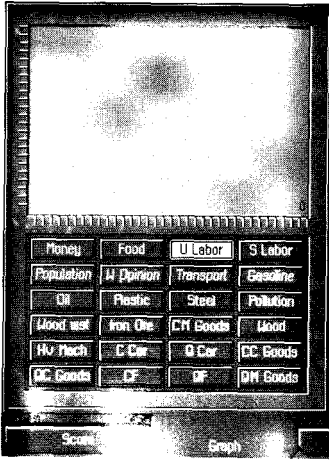 Money Food U Labor S Labor
Population W Opinion Transport Gasoline
Oil Plastic Steel Pollution
Wood wst Iron Ore CM Goods Wood
Hv Mach C Car Q Car CC Goods
QC Goods CF QF QM Goods
Score Graph